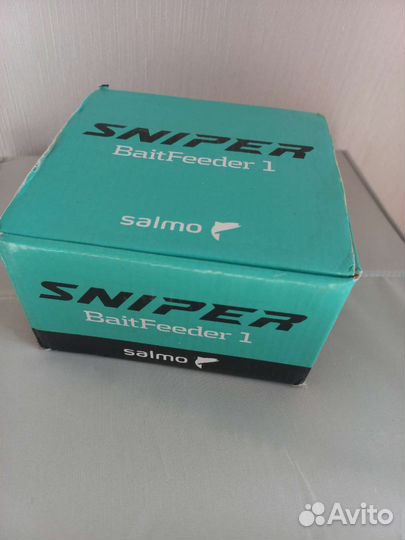 SNIPER
BaitFeeder 1
salmo
SNIPER
BaitFeeder 1
salmo
Avito